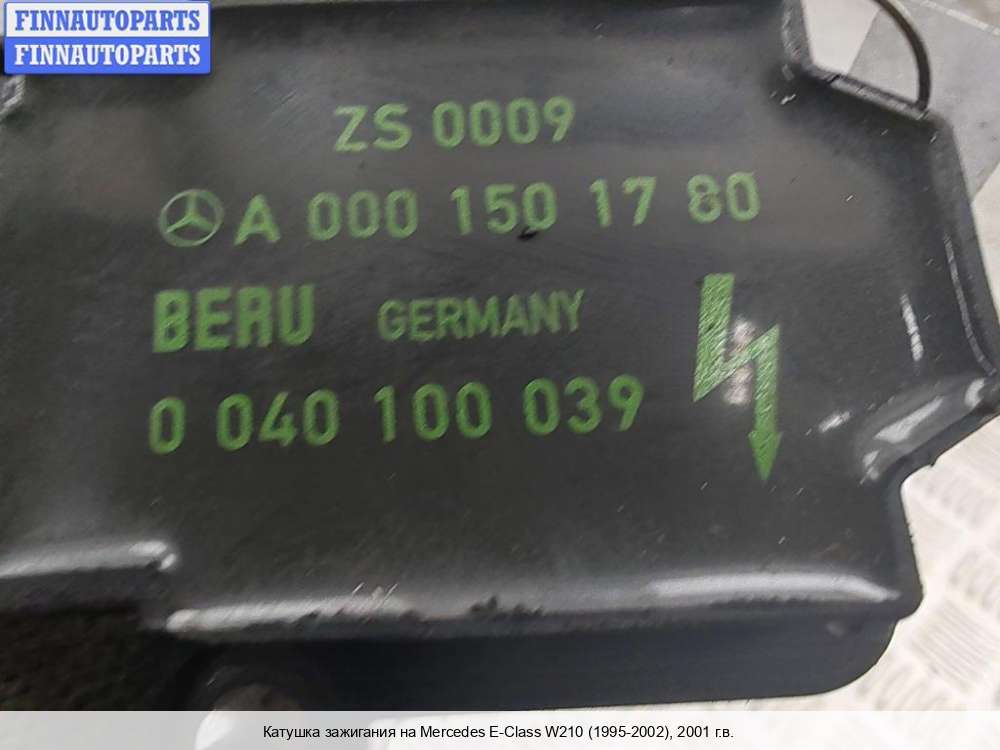 FINNAUTOPARTS
FINNAUTOPARTS
ZS 0009
A 000 150 17 80
BERU GERMANY
0 040 100 039
Катушка зажигания на Mercedes E-Class W210 (1995-2002), 2001 г.в.